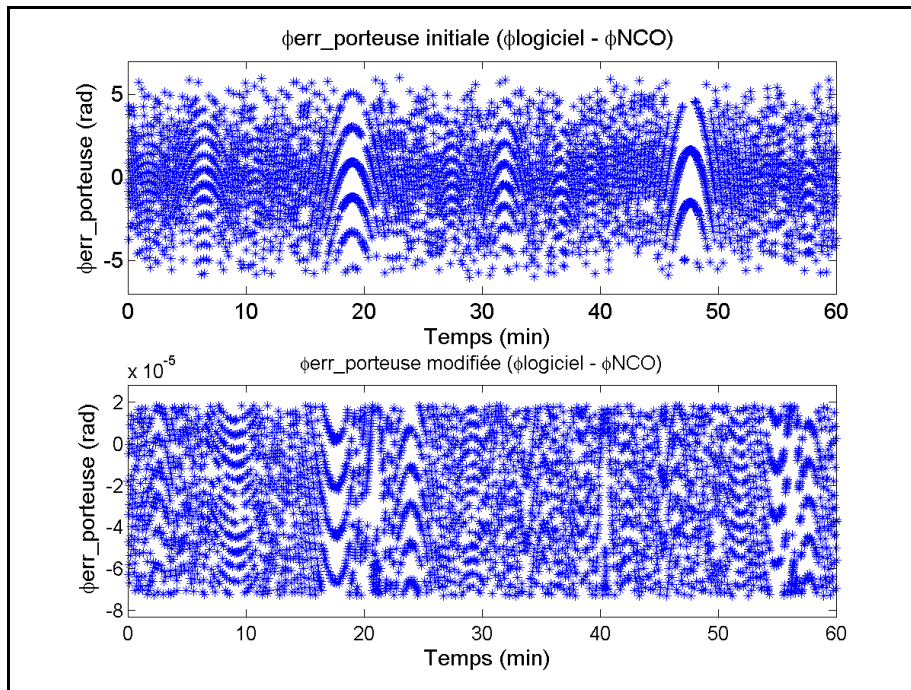 ϕerr_porteuse initiale (ϕlogiciel - ϕNCO)
ϕerr_porteuse (rad)
5
0
-5
0 10 20 30 40 50 60
Temps (min)
ϕerr_porteuse modifiée (ϕlogiciel - ϕNCO)
x 10⁻⁵
ϕerr_porteuse (rad)
2
0
-2
-4
-6
-8
0 10 20 30 40 50 60
Temps (min)